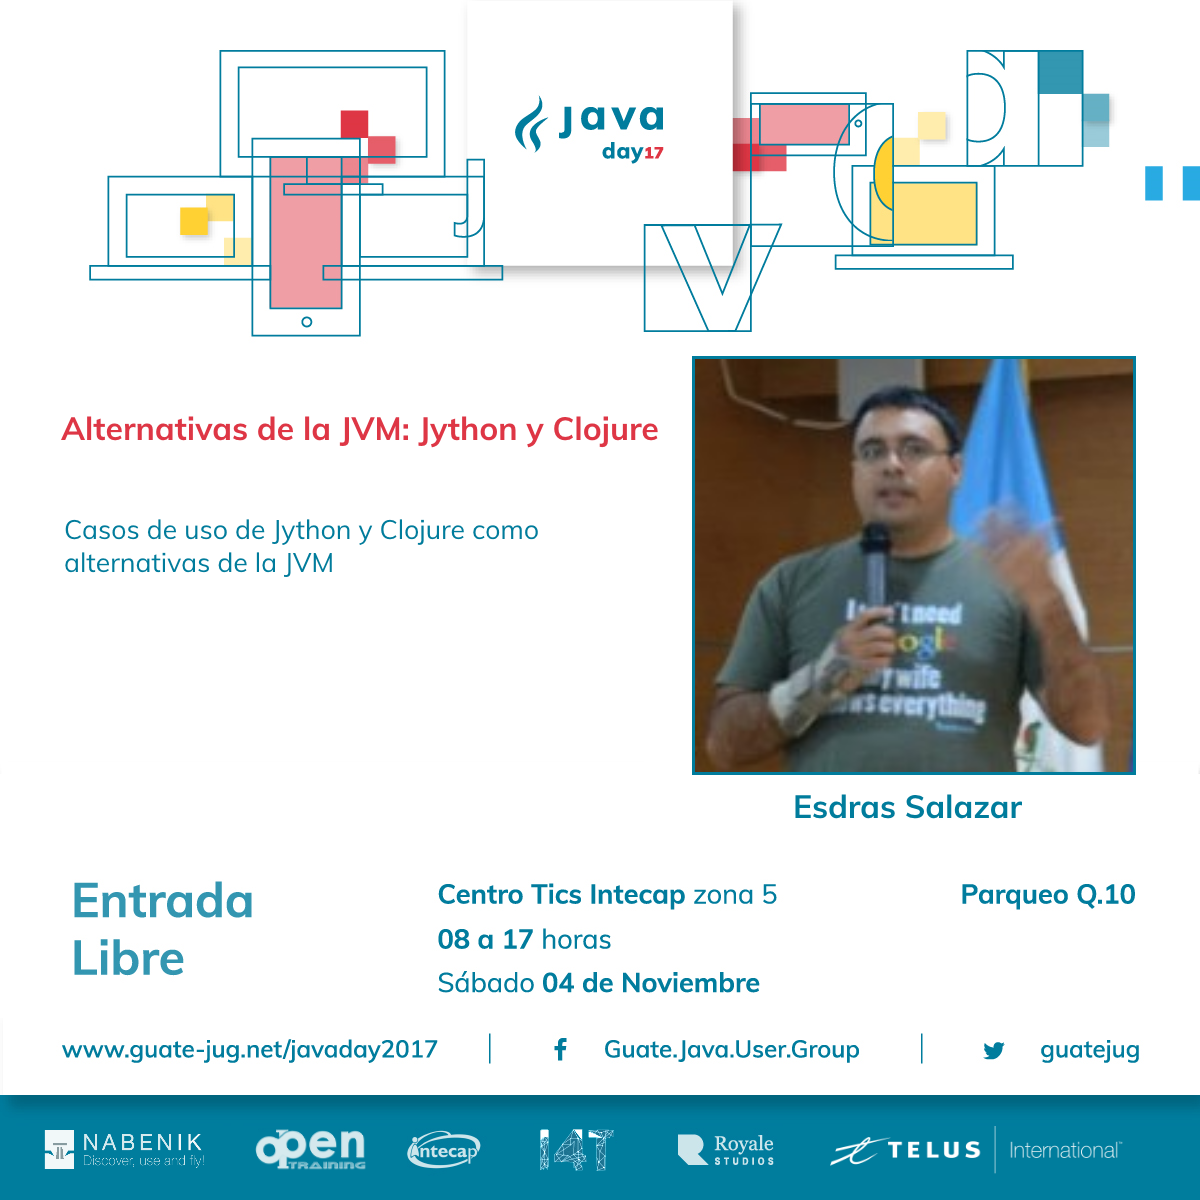 Java
day17
J
V
a
Alternativas de la JVM: Jython y Clojure
Casos de uso de Jython y Clojure como
alternativas de la JVM
need
my wife
everything
Esdras Salazar
Entrada
Libre
Centro Tics Intecap zona 5
08 a 17 horas
Sábado 04 de Noviembre
Parqueo Q.10
www.guate-jug.net/javaday2017
Guate.Java.User.Group
guatejug
NABENIK
Discover, use and fly!
open
TRAINING
intecap
I4T
Royale
STUDIOS
TELUS International